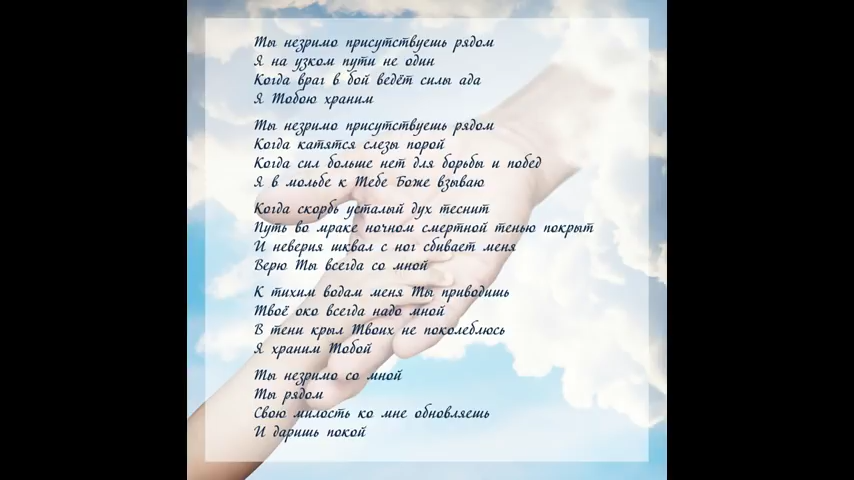 Ты незримо присутствуешь рядом
Я на узком пути не один
Когда враг в бой ведёт силы ада
Я Тобою храним
Ты незримо присутствуешь рядом
Когда катятся слезы порой
Когда сил больше нет для борьбы и побед
Я в мольбе к Тебе Боже взываю
Когда скорбь усталый дух теснит
Путь во мраке ночном смертной тенью покрыт
И неверия шквал с ног сбивает меня
Верю Ты всегда со мной
К тихим водам меня Ты приводишь
Твоё око всегда надо мной
В тени крыл Твоих не поколеблюсь
Я храним Тобой
Ты незримо со мной
Ты рядом
Свою милость ко мне обновляешь
И даришь покой